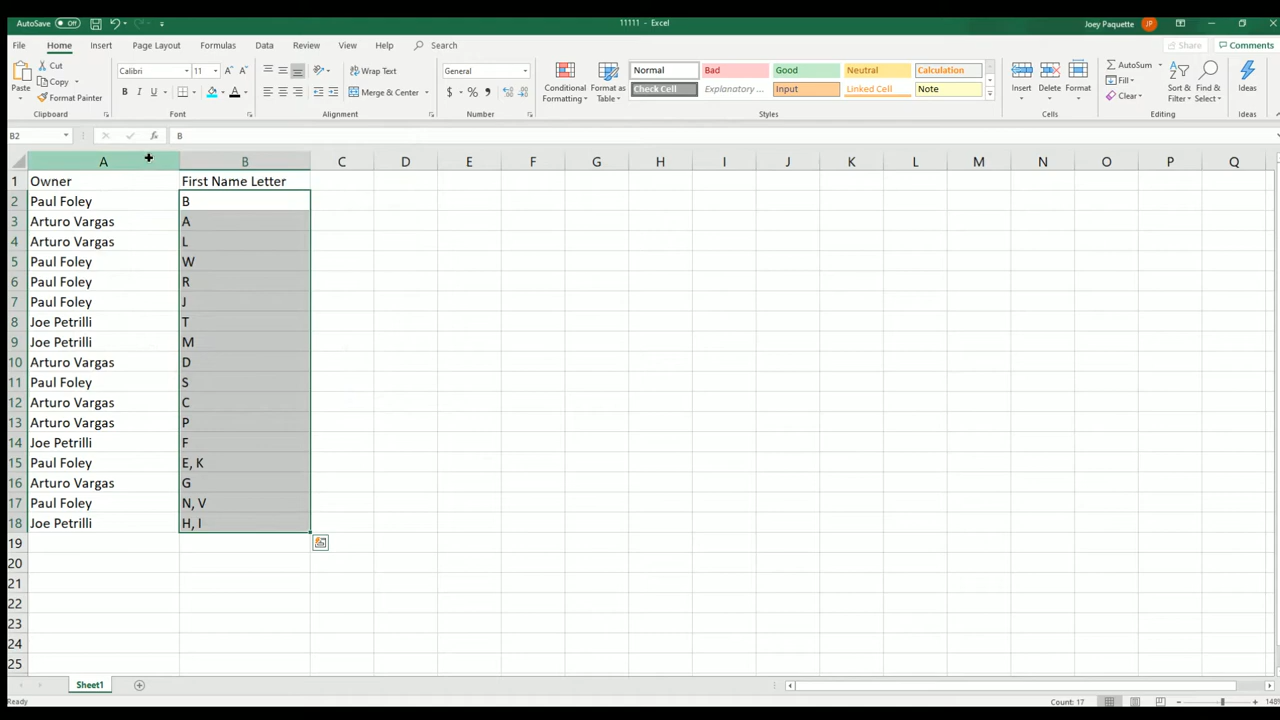 AutoSave Off 11111 - Excel Joey Paquette JP
File Home Insert Page Layout Formulas Data Review View Help Search Share Comments
Paste Cut Copy Format Painter Clipboard
Calibri 11 B I U A Font
Wrap Text Merge & Center Alignment
General $ % , Number
Conditional Formatting Format as Table
Normal Bad Good Neutral Calculation
Check Cell Explanatory ... Input Linked Cell Note
Styles
Insert Delete Format Cells
AutoSum Fill Clear Sort & Filter Find & Select Editing
Ideas Ideas
B2 fx B
A B C D E F G H I J K L M N O P Q
1 Owner First Name Letter
2 Paul Foley B
3 Arturo Vargas A
4 Arturo Vargas L
5 Paul Foley W
6 Paul Foley R
7 Paul Foley J
8 Joe Petrilli T
9 Joe Petrilli M
10 Arturo Vargas D
11 Paul Foley S
12 Arturo Vargas C
13 Arturo Vargas P
14 Joe Petrilli F
15 Paul Foley E, K
16 Arturo Vargas G
17 Paul Foley N, V
18 Joe Petrilli H, I
19
20
21
22
23
24
25
Sheet1
Ready Count: 17 148%